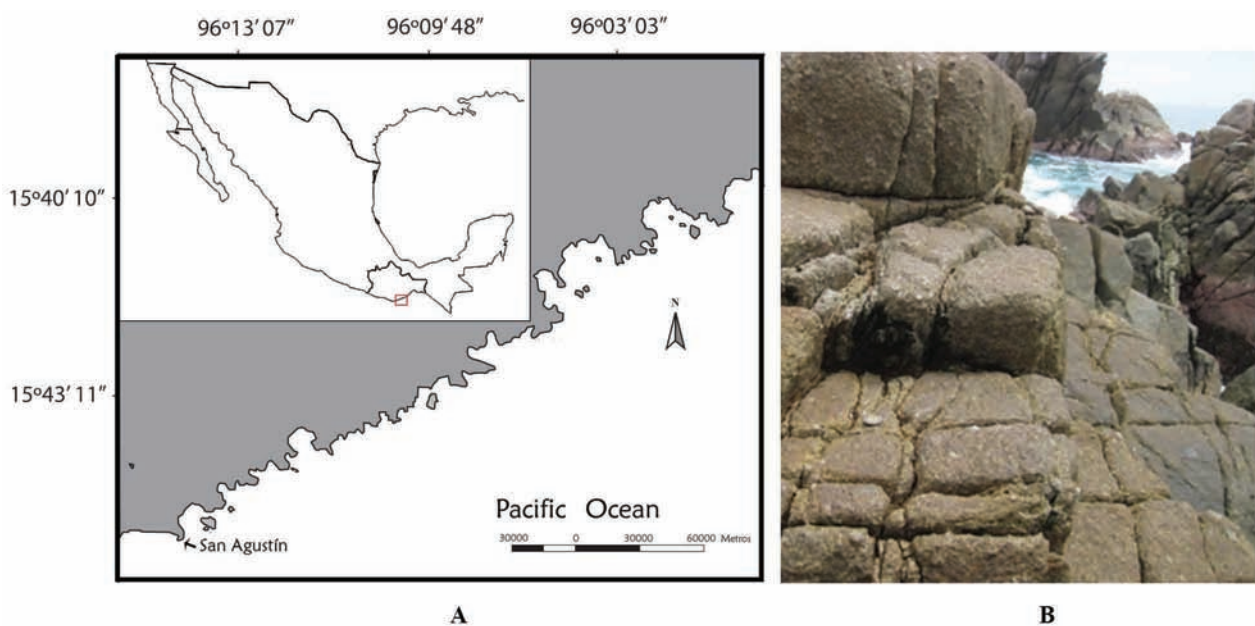 96º13′07″ 96º09′48″ 96º03′03″
15º40′10″
N
15º43′11″
Pacific Ocean
30000 0 30000 60000 Metros
San Agustín
A B